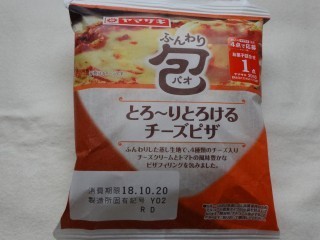 ヤマザキ
ふんわり
包
パオ
とろ～りとろける
チーズピザ
ふんわりした蒸し生地で、4種類のチーズ入り
チーズクリームとトマトの風味豊かな
ピザフィリングを包みました。
消費期限 18.10.20
製造所固有記号 YD2
RD